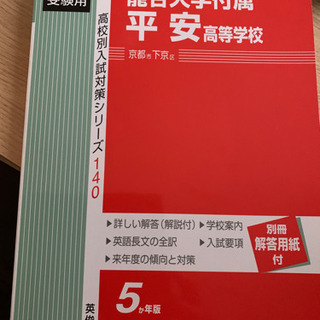 受験用
龍谷大学付属
平安高等学校
京都市下京区
高校別入試対策シリーズ140
▶詳しい解答(解説付)
▶学校案内
▶英語長文の全訳
▶入試要項
▶来年度の傾向と対策
別冊
解答用紙
付
5か年版
英俊